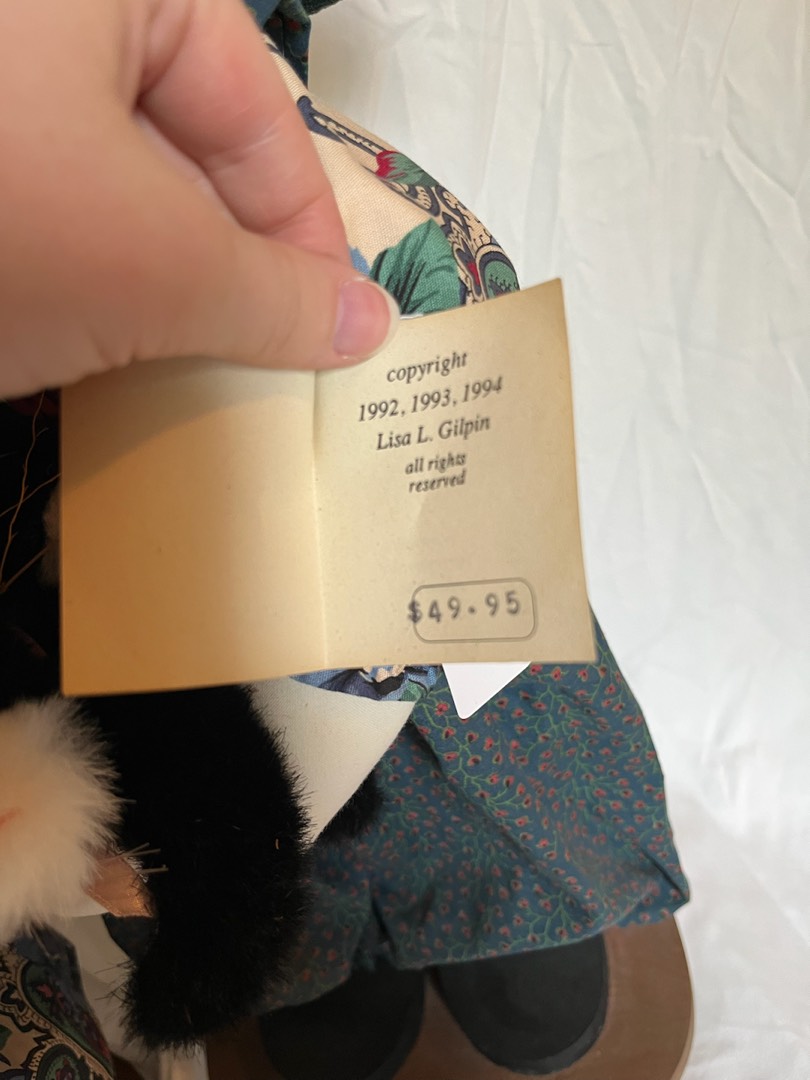 copyright
1992, 1993, 1994
Lisa L. Gilpin
all rights
reserved
$49.95